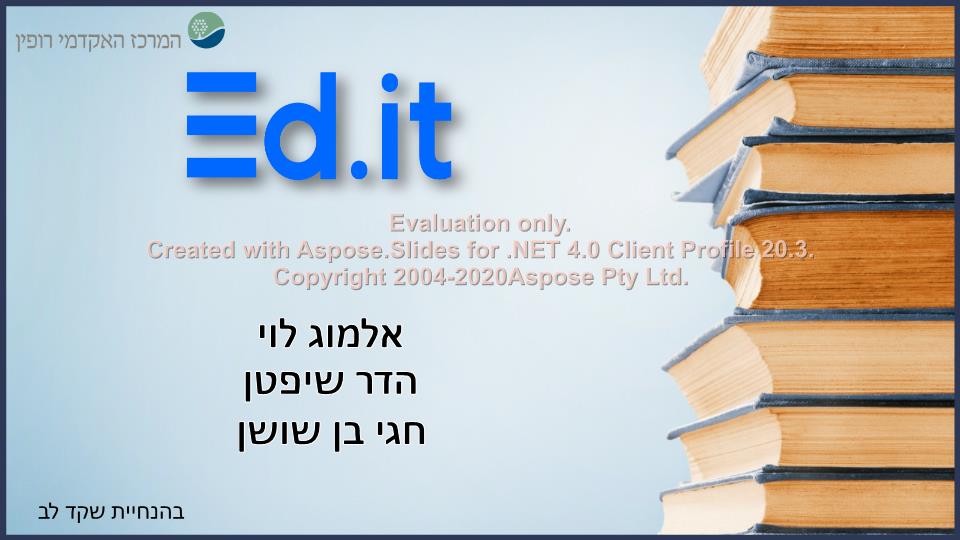 המרכז האקדמי רופין
Ed.it
Evaluation only.
Created with Aspose.Slides for .NET 4.0 Client Profile 20.3.
Copyright 2004-2020Aspose Pty Ltd.
אלמוג לוי
הדר שיפטן
חגי בן שושן
בהנחיית שקד לב